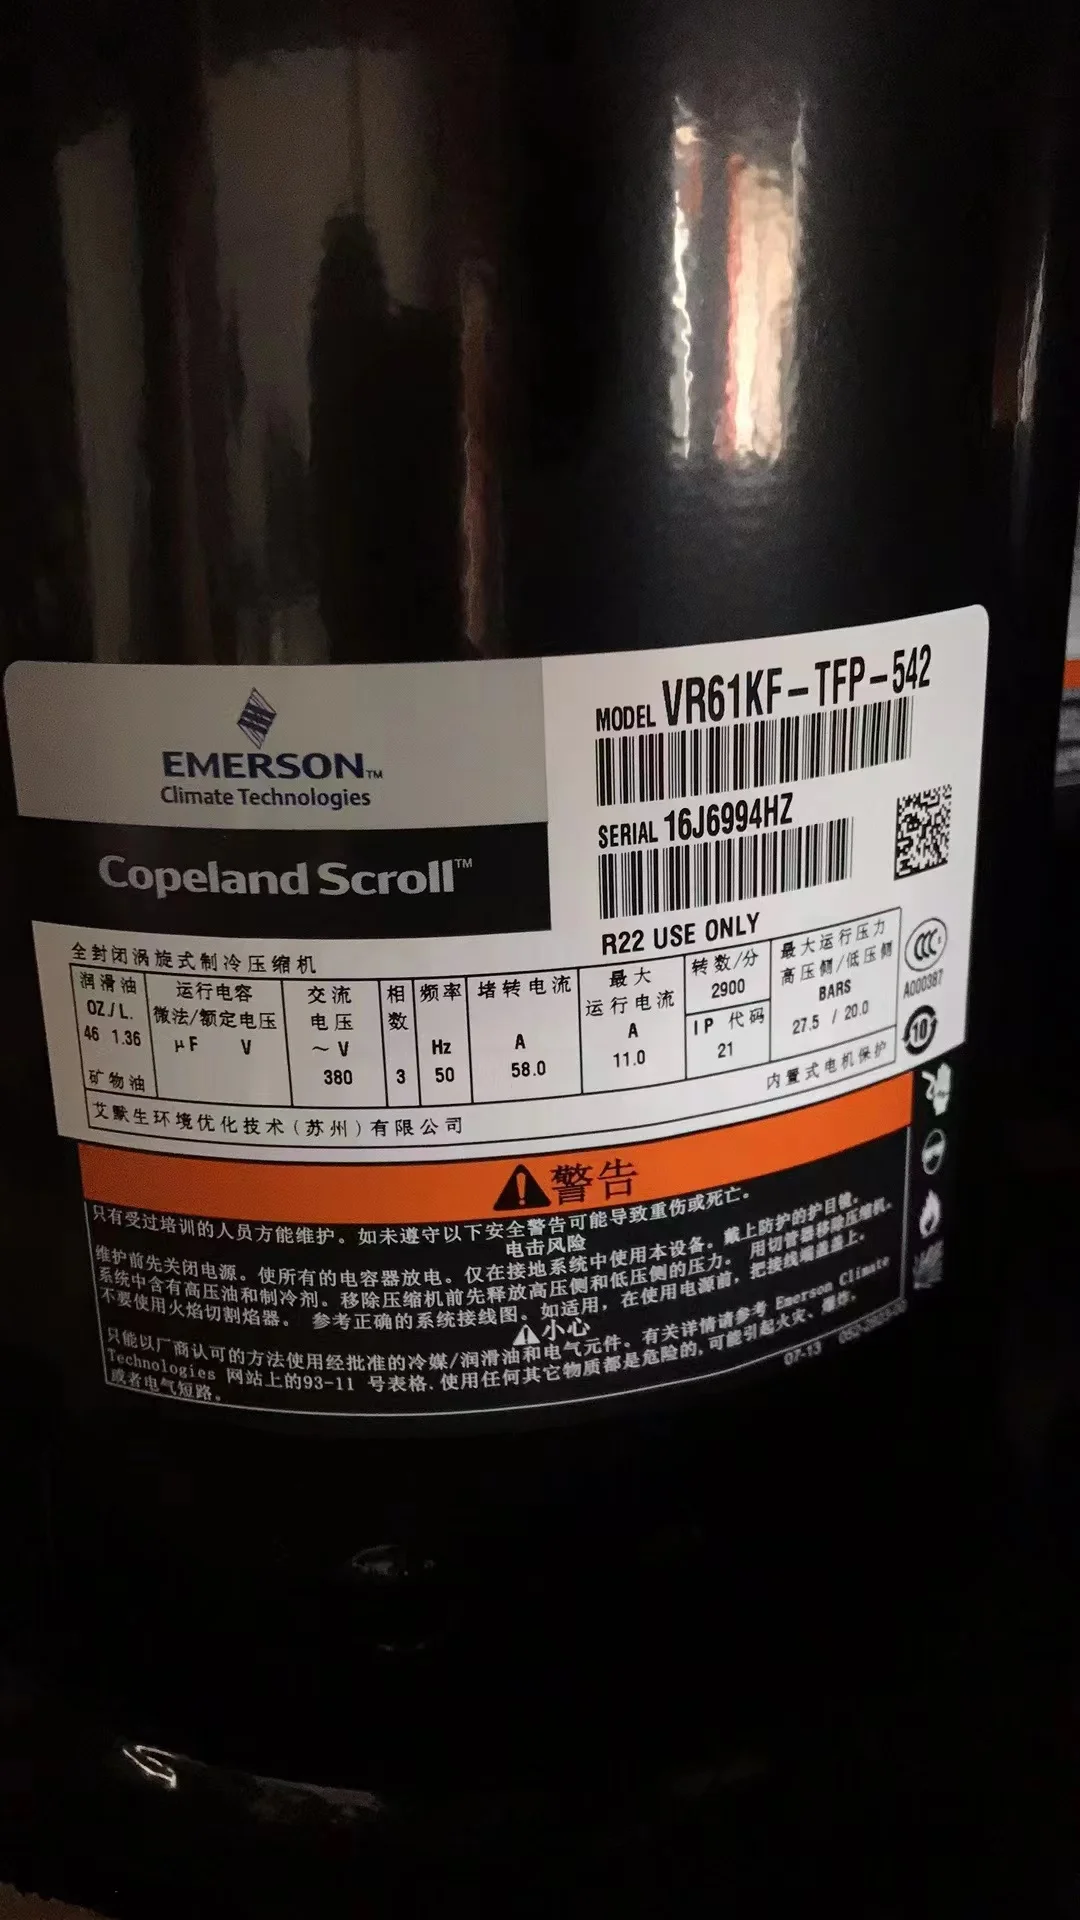 EMERSON™
Climate Technologies
Copeland Scroll™
MODEL VR61KF-TFP-542
SERIAL 16J6994HZ
R22 USE ONLY
全封闭涡旋式制冷压缩机
润滑油
OZ/L.
46 1.36
矿物油
运行电容
微法/额定电压
μF V
交流
电压
~ V
380
相
数
3
频率
Hz
50
堵转电流
A
58.0
最大
运行电流
A
11.0
转数/分
2900
IP 代码
21
最大运行压力
高压侧/低压侧
BARS
27.5 / 20.0
CCC
A000387
10
内置式电机保护
艾默生环境优化技术(苏州)有限公司
警告
只有受过培训的人员方能维护。如未遵守以下安全警告可能导致重伤或死亡。
电击风险
维护前先关闭电源。使所有的电容器放电。仅在接地系统中使用本设备。戴上防护的护目镜。
系统中含有高压油和制冷剂。移除压缩机前先释放高压侧和低压侧的压力。用切管器移除压缩机。
不要使用火焰切割焰器。参考正确的系统接线图。如适用，在使用电源前，把接线端盖盖上。
小心
只能以厂商认可的方法使用经批准的冷媒/润滑油和电气元件。有关详情请参考 Emerson Climate
Technologies 网站上的93-11 号表格.使用任何其它物质都是危险的,可能引起火灾、爆炸、
或者电气短路。
07-13